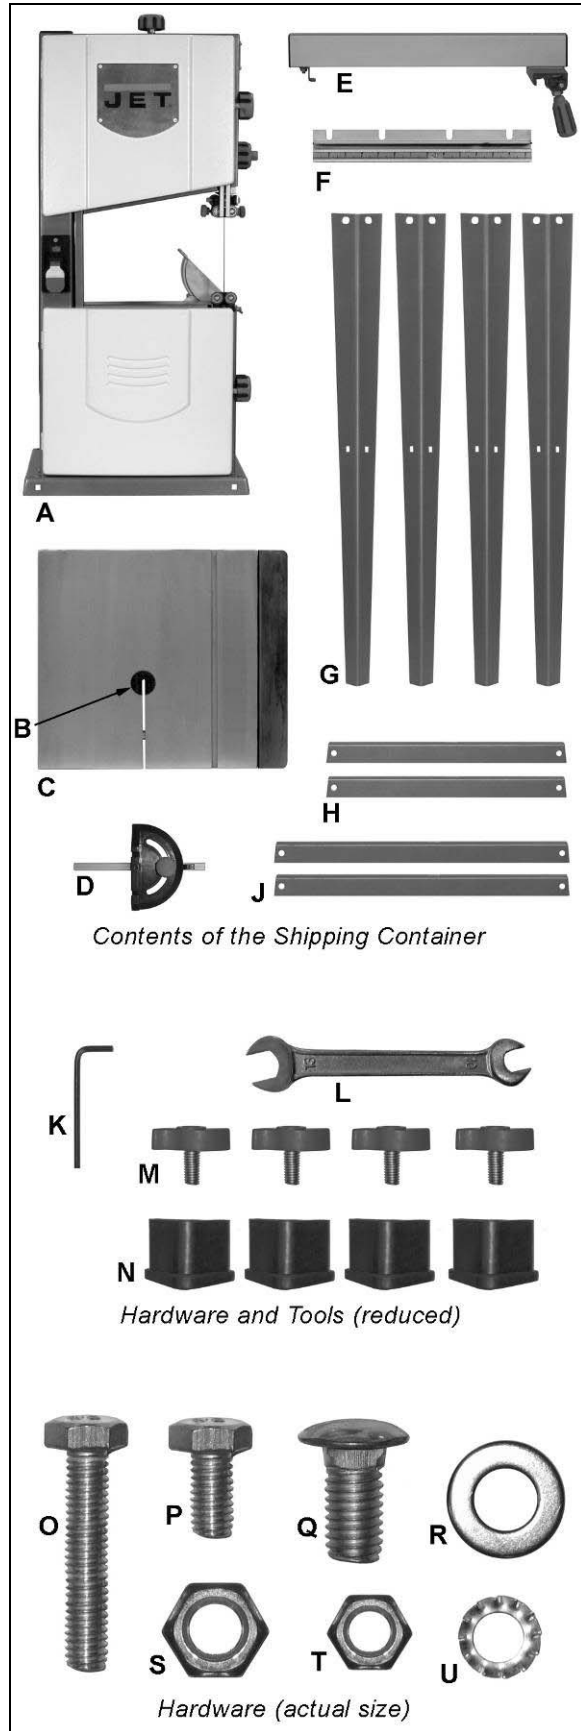 JET
E
F
A
G
B
C
H
D
J
Contents of the Shipping Container
K
L
M
N
Hardware and Tools (reduced)
O
P
Q
R
S
T
U
Hardware (actual size)